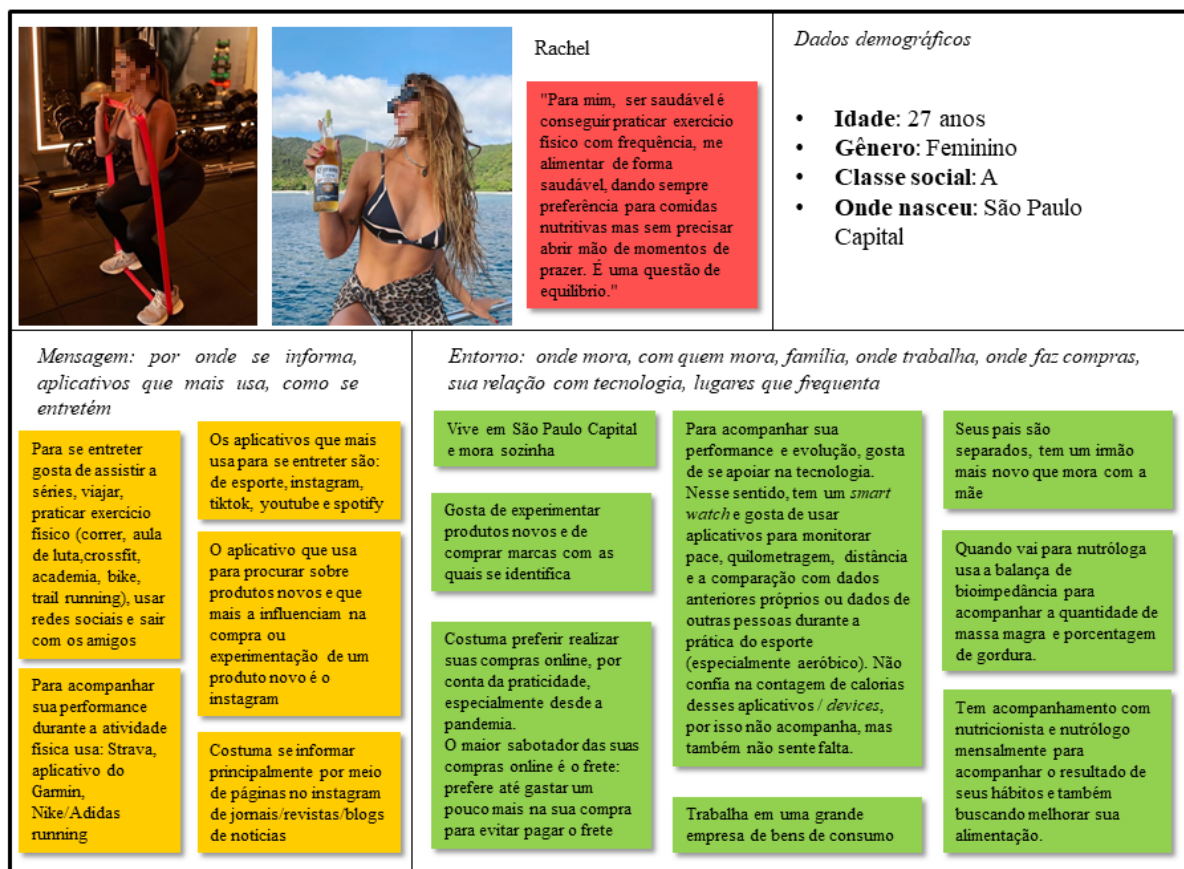 Rachel
"Para mim, ser saudável é
conseguir praticar exercício
físico com frequência, me
alimentar de forma
saudável, dando sempre
preferência para comidas
nutritivas mas sem precisar
abrir mão de momentos de
prazer. É uma questão de
equilíbrio."
Dados demográficos
• Idade: 27 anos
• Gênero: Feminino
• Classe social: A
• Onde nasceu: São Paulo
Capital
Mensagem: por onde se informa,
aplicativos que mais usa, como se
entretém
Para se entreter
gosta de assistir a
séries, viajar,
praticar exercício
físico (correr, aula
de luta,crossfit,
academia, bike,
trail running), usar
redes sociais e sair
com os amigos
Para acompanhar
sua performance
durante a atividade
física usa: Strava,
aplicativo do
Garmin,
Nike/Adidas
running
Os aplicativos que mais
usa para se entreter são:
de esporte, instagram,
tiktok, youtube e spotify
O aplicativo que usa
para procurar sobre
produtos novos e que
mais a influenciam na
compra ou
experimentação de um
produto novo é o
instagram
Costuma se informar
principalmente por meio
de páginas no instagram
de jornais/revistas/blogs
de notícias
Entorno: onde mora, com quem mora, família, onde trabalha, onde faz compras,
sua relação com tecnologia, lugares que frequenta
Vive em São Paulo Capital
e mora sozinha
Gosta de experimentar
produtos novos e de
comprar marcas com as
quais se identifica
Costuma preferir realizar
suas compras online, por
conta da praticidade,
especialmente desde a
pandemia.
O maior sabotador das suas
compras online é o frete:
prefere até gastar um
pouco mais na sua compra
para evitar pagar o frete
Para acompanhar sua
performance e evolução, gosta
de se apoiar na tecnologia.
Nesse sentido, tem um smart
watch e gosta de usar
aplicativos para monitorar
pace, quilometragem, distância
e a comparação com dados
anteriores próprios ou dados de
outras pessoas durante a
prática do esporte
(especialmente aeróbico). Não
confia na contagem de calorias
desses aplicativos / devices,
por isso não acompanha, mas
também não sente falta.
Trabalha em uma grande
empresa de bens de consumo
Seus pais são
separados, tem um irmão
mais novo que mora com a
mãe
Quando vai para nutróloga
usa a balança de
bioimpedância para
acompanhar a quantidade de
massa magra e porcentagem
de gordura.
Tem acompanhamento com
nutricionista e nutrólogo
mensalmente para
acompanhar o resultado de
seus hábitos e também
buscando melhorar sua
alimentação.